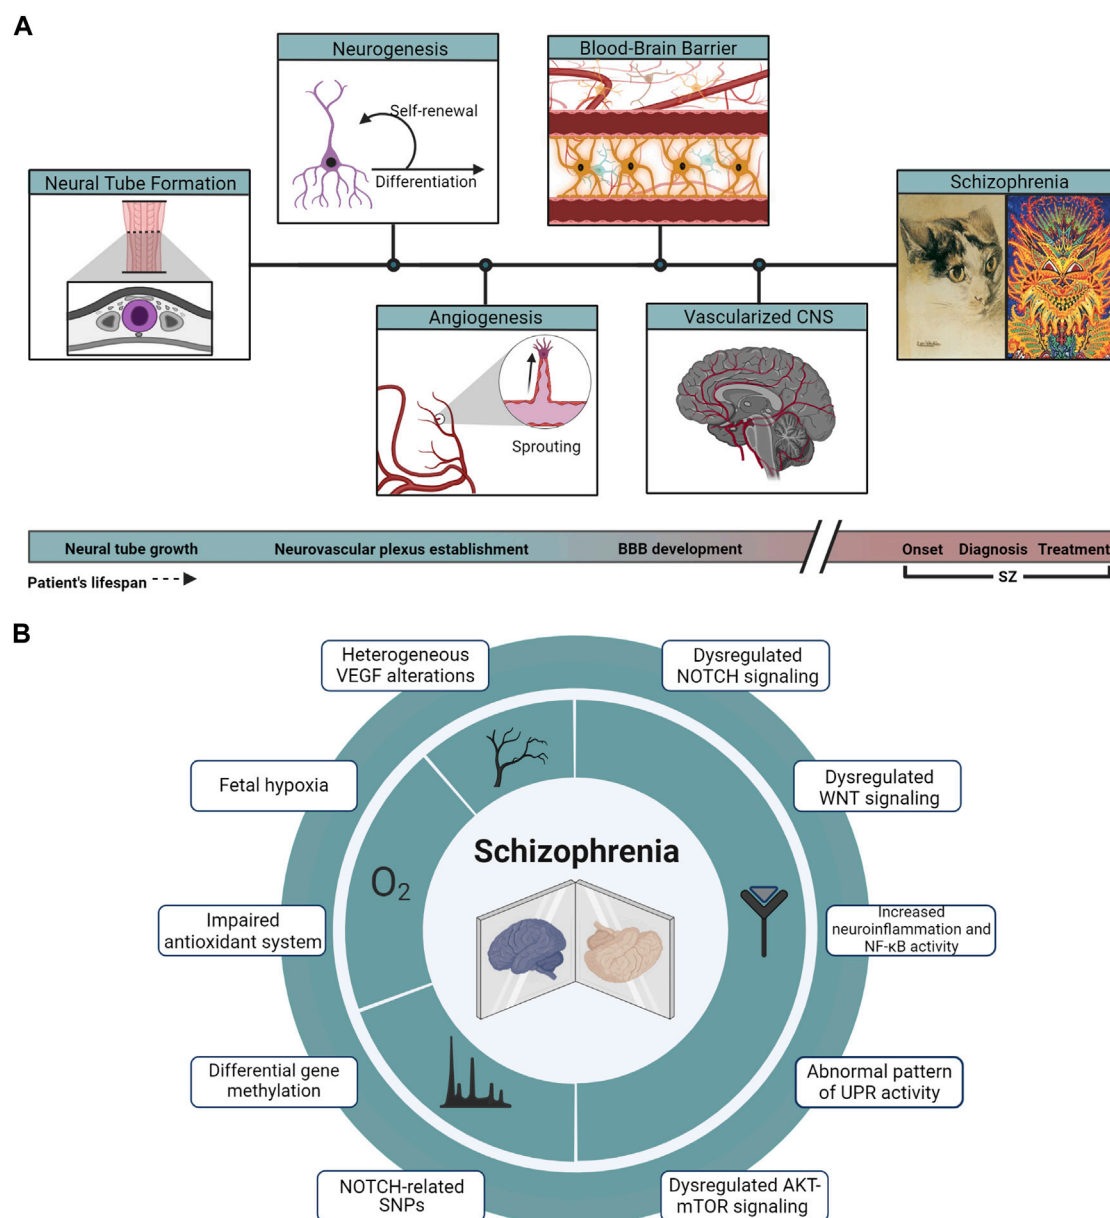 A
Neurogenesis
Self-renewal
Differentiation
Blood-Brain Barrier
Neural Tube Formation
Schizophrenia
Angiogenesis
Sprouting
Vascularized CNS
Neural tube growth
Neurovascular plexus establishment
BBB development
Onset Diagnosis Treatment
Patient's lifespan
SZ
B
Heterogeneous
VEGF alterations
Dysregulated
NOTCH signaling
Fetal hypoxia
Dysregulated
WNT signaling
Schizophrenia
O₂
Impaired
antioxidant system
Increased
neuroinflammation and
NF-κB activity
Differential gene
methylation
Abnormal pattern
of UPR activity
NOTCH-related
SNPs
Dysregulated AKT-
mTOR signaling